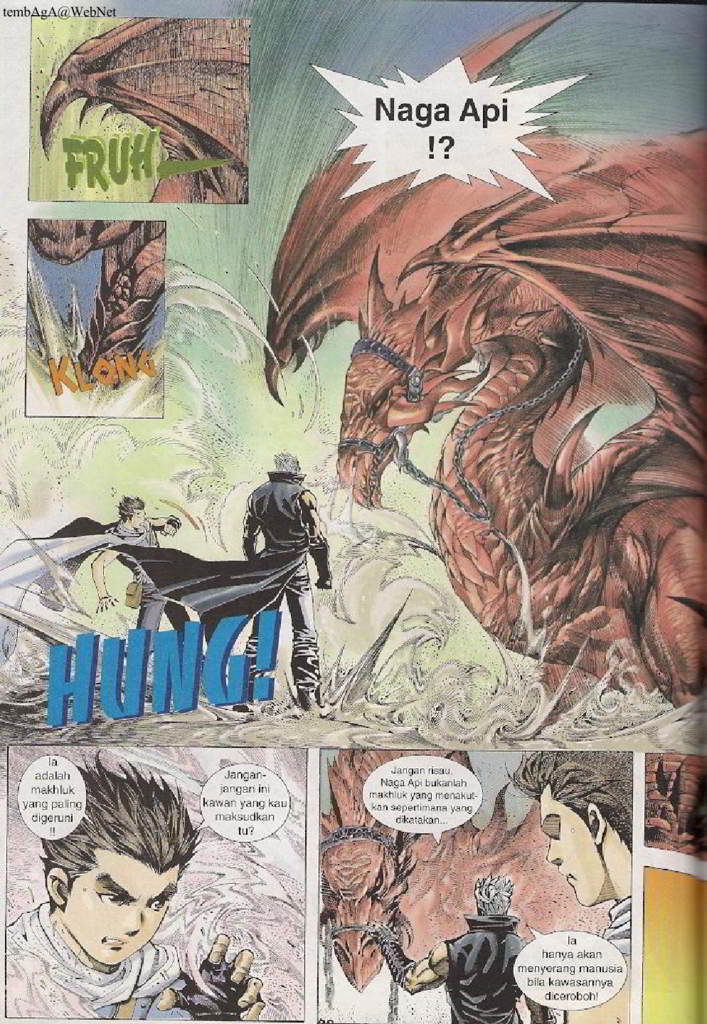 tembAgA@WebNet
FRUH
Naga Api
!?
KLONG
HUNG!
Ia
adalah
makhluk
yang paling
digeruni
!!
Jangan-
jangan ini
kawan yang kau
maksudkan
tu?
Jangan risau,
Naga Api bukanlah
makhluk yang menakut-
kan sepertimana yang
dikatakan...
Ia
hanya akan
menyerang manusia
bila kawasannya
diceroboh!